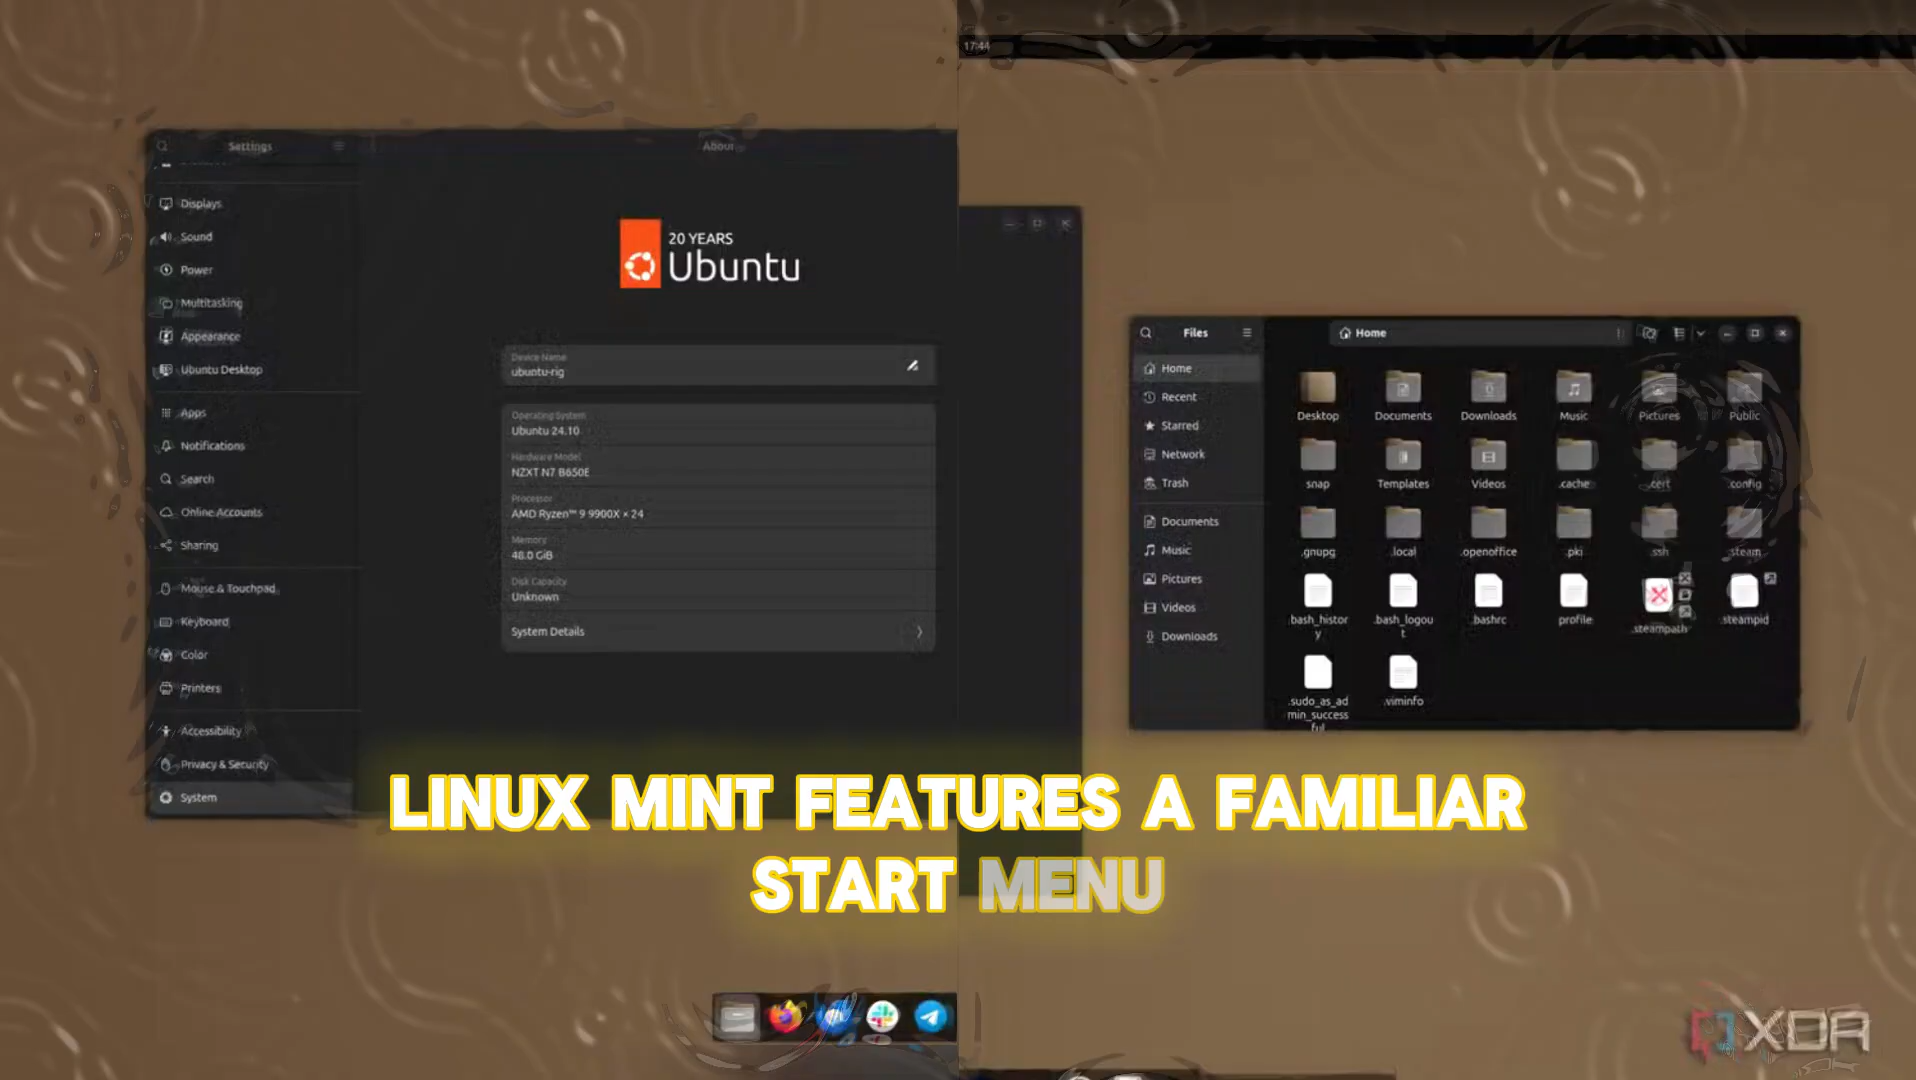 17:44
Settings
About
Displays
Sound
Power
Multitasking
Appearance
Ubuntu Desktop
Apps
Notifications
Search
Online Accounts
Sharing
Mouse & Touchpad
Keyboard
Color
Printers
Accessibility
Privacy & Security
System
20 YEARS
Ubuntu
Device Name
ubuntu-rig
Operating System
Ubuntu 24.10
Hardware Model
NZXT N7 B650E
Processor
AMD Ryzen™ 9 9900X × 24
Memory
48.0 GiB
Disk Capacity
Unknown
System Details
Files
Home
Home
Recent
Starred
Network
Trash
Documents
Music
Pictures
Videos
Downloads
Desktop Documents Downloads Music Pictures Public
snap Templates Videos .cache .cert .config
.gnupg .local .openoffice .pki .ssh .steam
.bash_histor
y
.bash_logou
t
.bashrc
.profile
.steampath
.steampid
.sudo_as_ad
min_success
ful
.viminfo
LINUX MINT FEATURES A FAMILIAR
START MENU
XDA